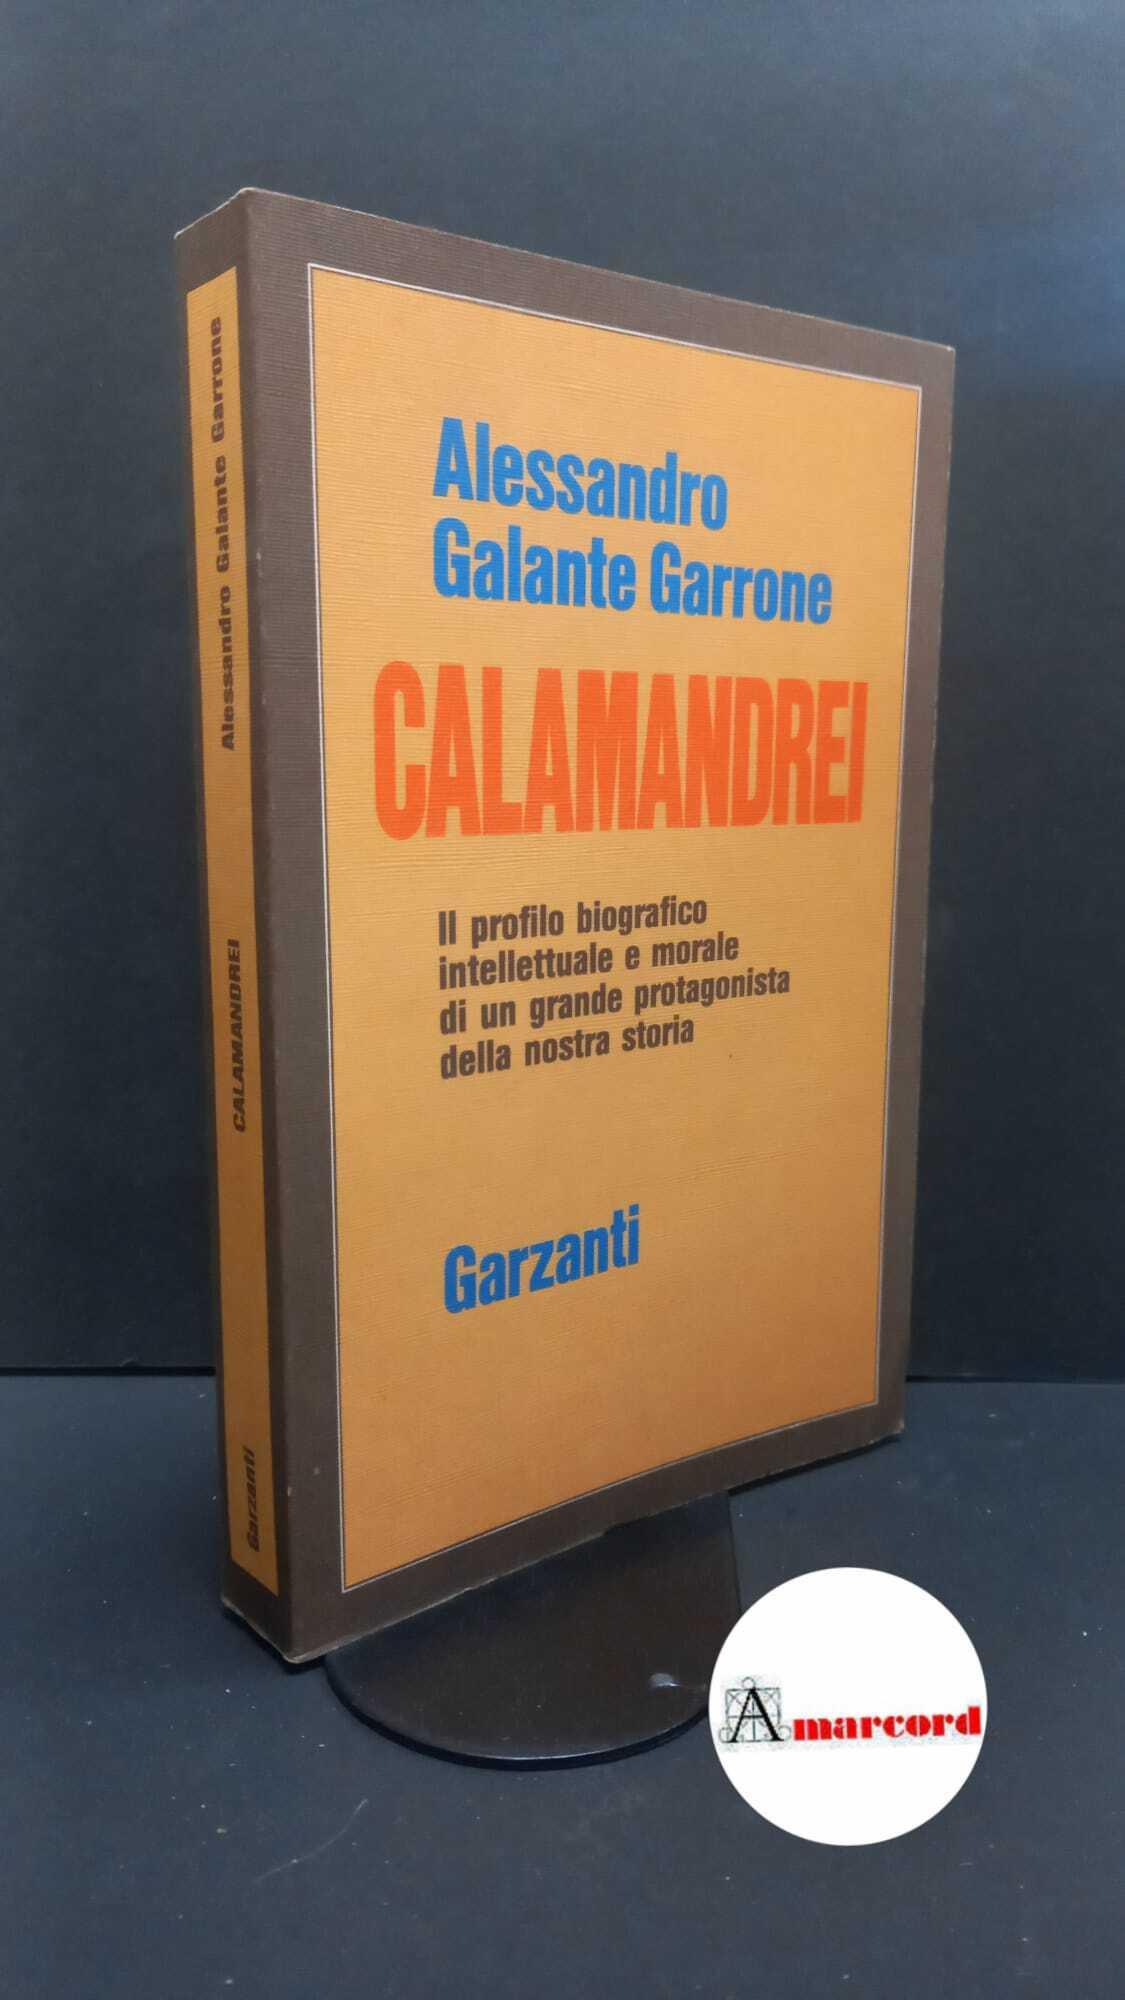 Alessandro
Galante Garrone
CALAMANDREI
Il profilo biografico
intellettuale e morale
di un grande protagonista
della nostra storia
Garzanti
Alessandro Galante Garrone
CALAMANDREI
Garzanti
Amarcord